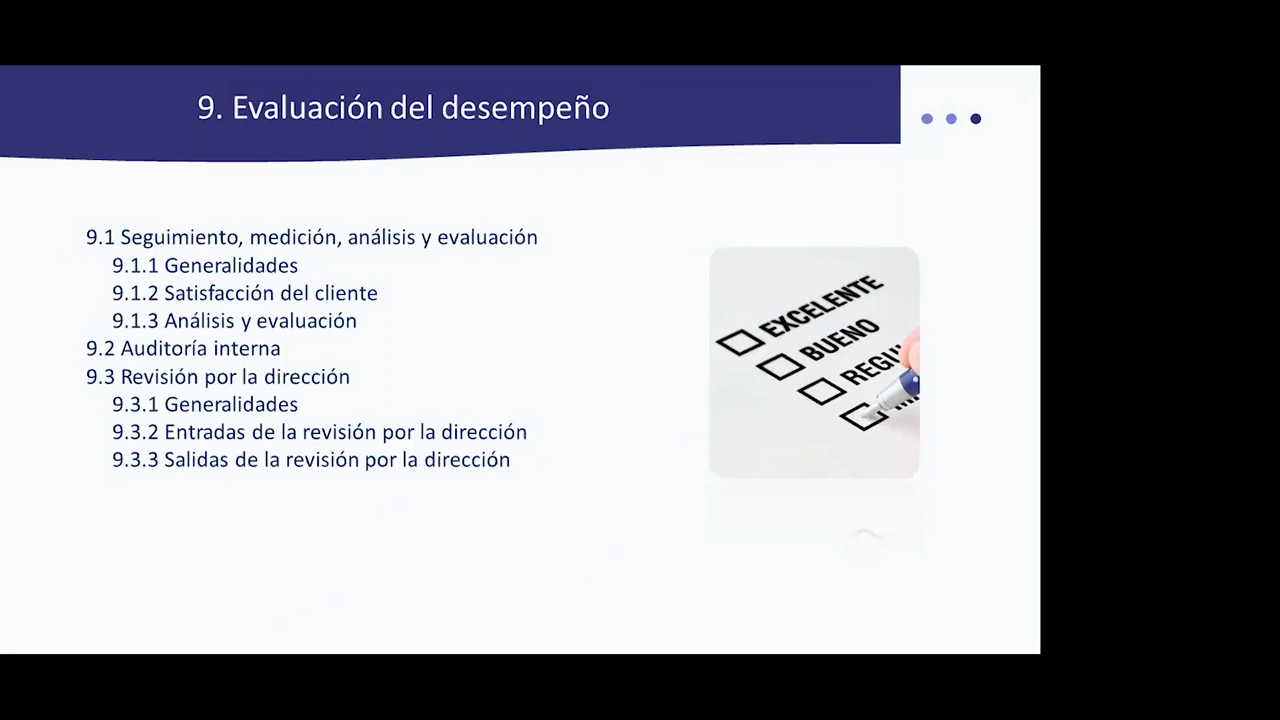 9. Evaluación del desempeño
9.1 Seguimiento, medición, análisis y evaluación
9.1.1 Generalidades
9.1.2 Satisfacción del cliente
9.1.3 Análisis y evaluación
9.2 Auditoría interna
9.3 Revisión por la dirección
9.3.1 Generalidades
9.3.2 Entradas de la revisión por la dirección
9.3.3 Salidas de la revisión por la dirección
EXCELENTE
BUENO